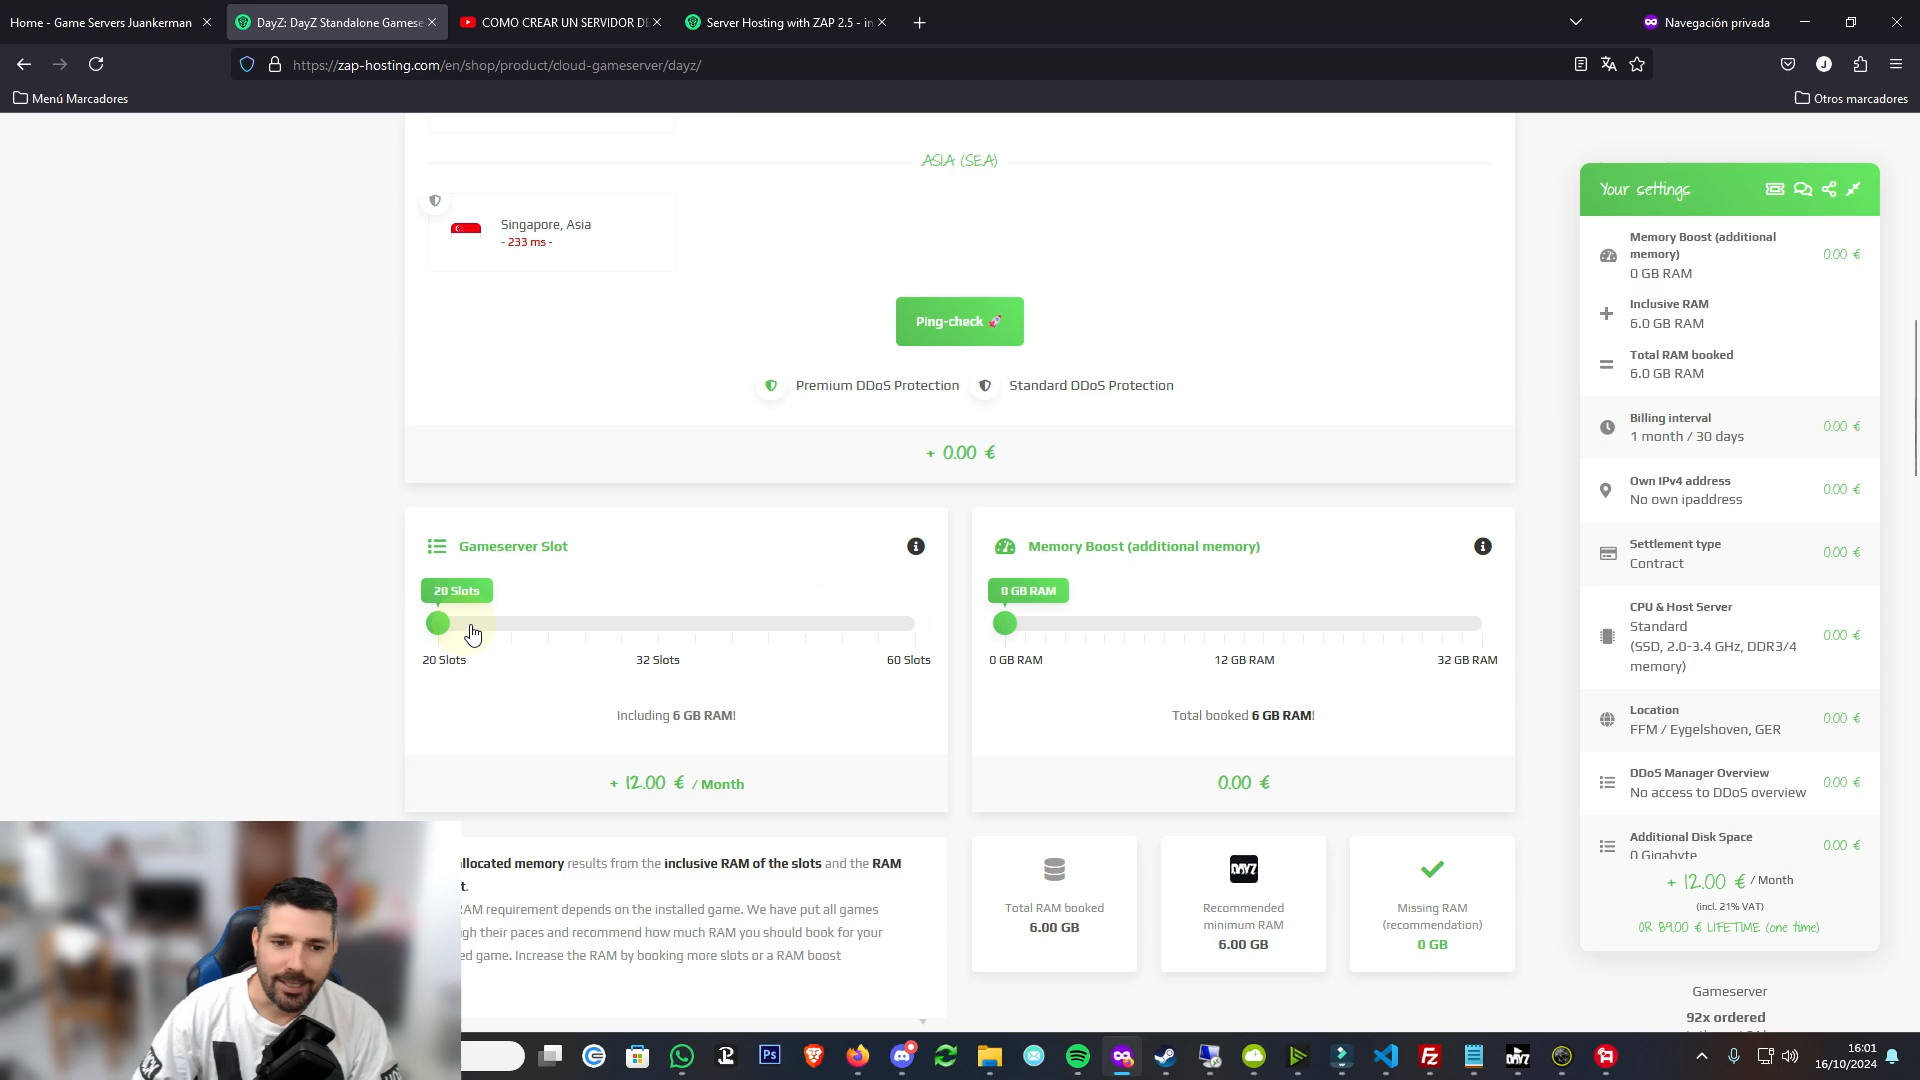 Home - Game Servers Juankerman
DayZ: DayZ Standalone Gamese
COMO CREAR UN SERVIDOR DE
Server Hosting with ZAP 2.5 - in
Navegación privada
https://zap-hosting.com/en/shop/product/cloud-gameserver/dayz/
Menú Marcadores
Otros marcadores
ASIA (SEA)
Singapore, Asia
- 233 ms -
Ping-check
Premium DDoS Protection
Standard DDoS Protection
+ 0.00 €
Gameserver Slot
20 Slots
20 Slots
32 Slots
60 Slots
Including 6 GB RAM!
+ 12.00 € / Month
Memory Boost (additional memory)
0 GB RAM
0 GB RAM
12 GB RAM
32 GB RAM
Total booked 6 GB RAM!
0.00 €
llocated memory results from the inclusive RAM of the slots and the RAM
t.
RAM requirement depends on the installed game. We have put all games
gh their paces and recommend how much RAM you should book for your
ed game. Increase the RAM by booking more slots or a RAM boost
Total RAM booked
6.00 GB
DAYZ
Recommended
minimum RAM
6.00 GB
Missing RAM
(recommendation)
0 GB
Your settings
Memory Boost (additional
memory)
0 GB RAM
0.00 €
Inclusive RAM
6.0 GB RAM
Total RAM booked
6.0 GB RAM
Billing interval
1 month / 30 days
0.00 €
Own IPv4 address
No own ipaddress
0.00 €
Settlement type
Contract
0.00 €
CPU & Host Server
Standard
(SSD, 2.0-3.4 GHz, DDR3/4
memory)
0.00 €
Location
FFM / Eygelshoven, GER
0.00 €
DDoS Manager Overview
No access to DDoS overview
0.00 €
Additional Disk Space
0 Gigabyte
0.00 €
+ 12.00 € / Month
(incl. 21% VAT)
OR 89.00 € LIFETIME (one time)
Gameserver
92x ordered
16:01
16/10/2024